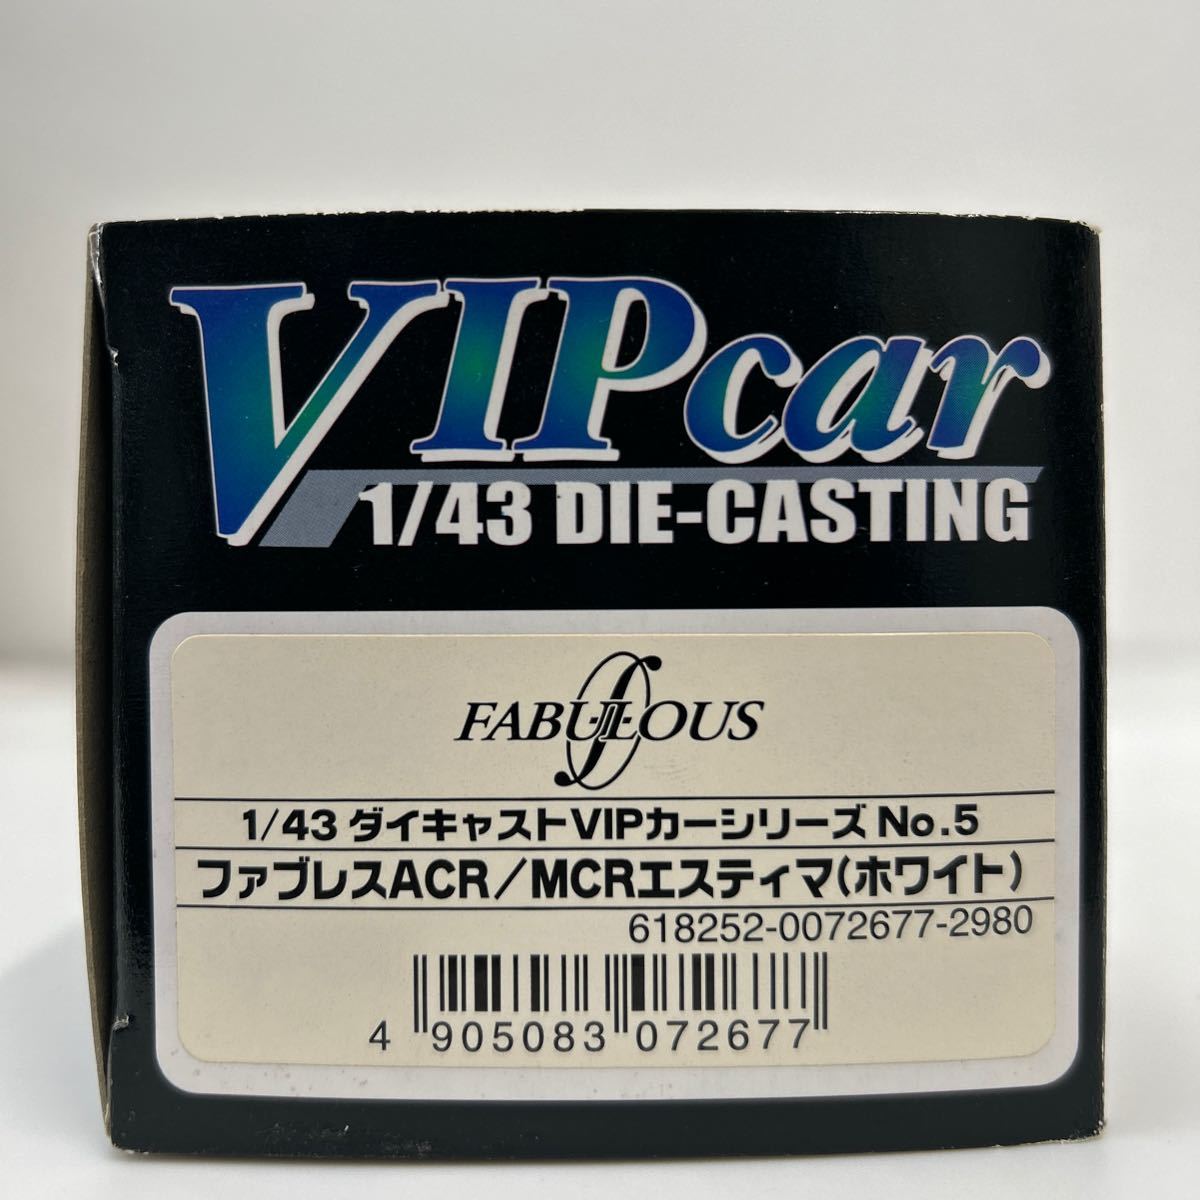 VIPcar
1/43 DIE-CASTING
FABULOUS
1/43 ダイキャストVIPカーシリーズ No.5
ファブレスACR／MCRエスティマ(ホワイト)
618252-0072677-2980
4 905083 072677